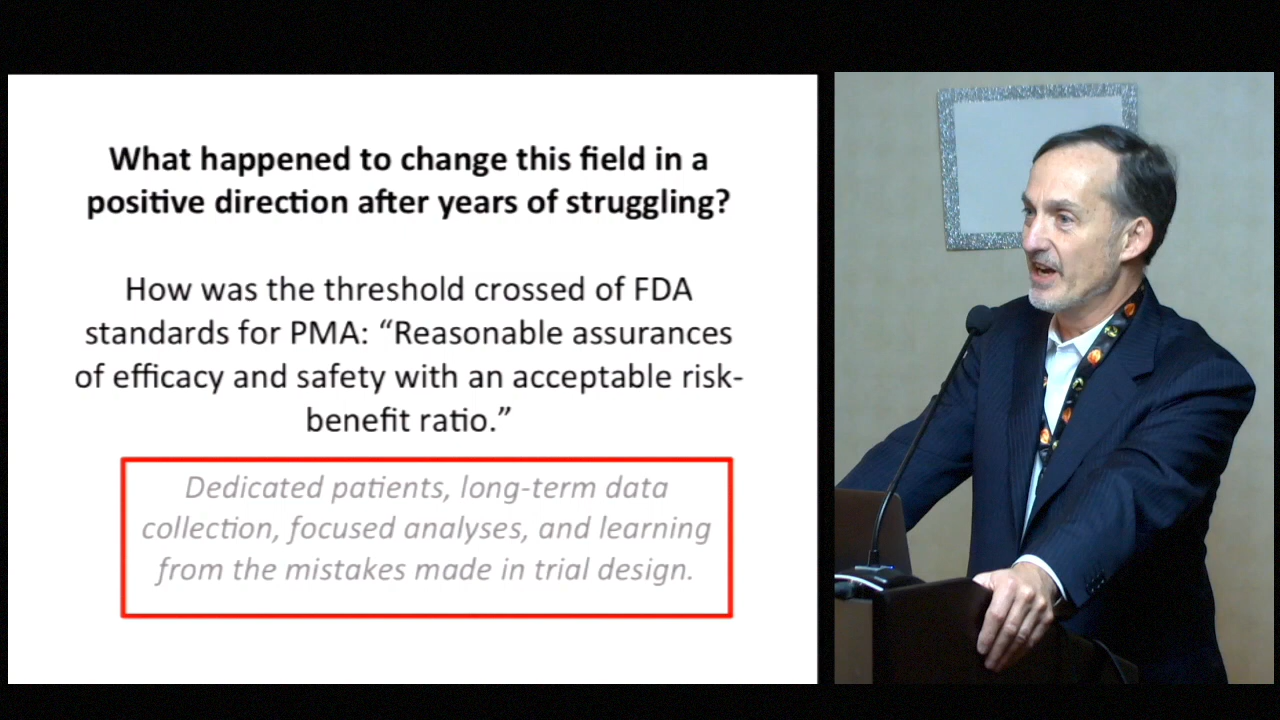 What happened to change this field in a
positive direction after years of struggling?
How was the threshold crossed of FDA
standards for PMA: “Reasonable assurances
of efficacy and safety with an acceptable risk-
benefit ratio.”
Dedicated patients, long-term data
collection, focused analyses, and learning
from the mistakes made in trial design.